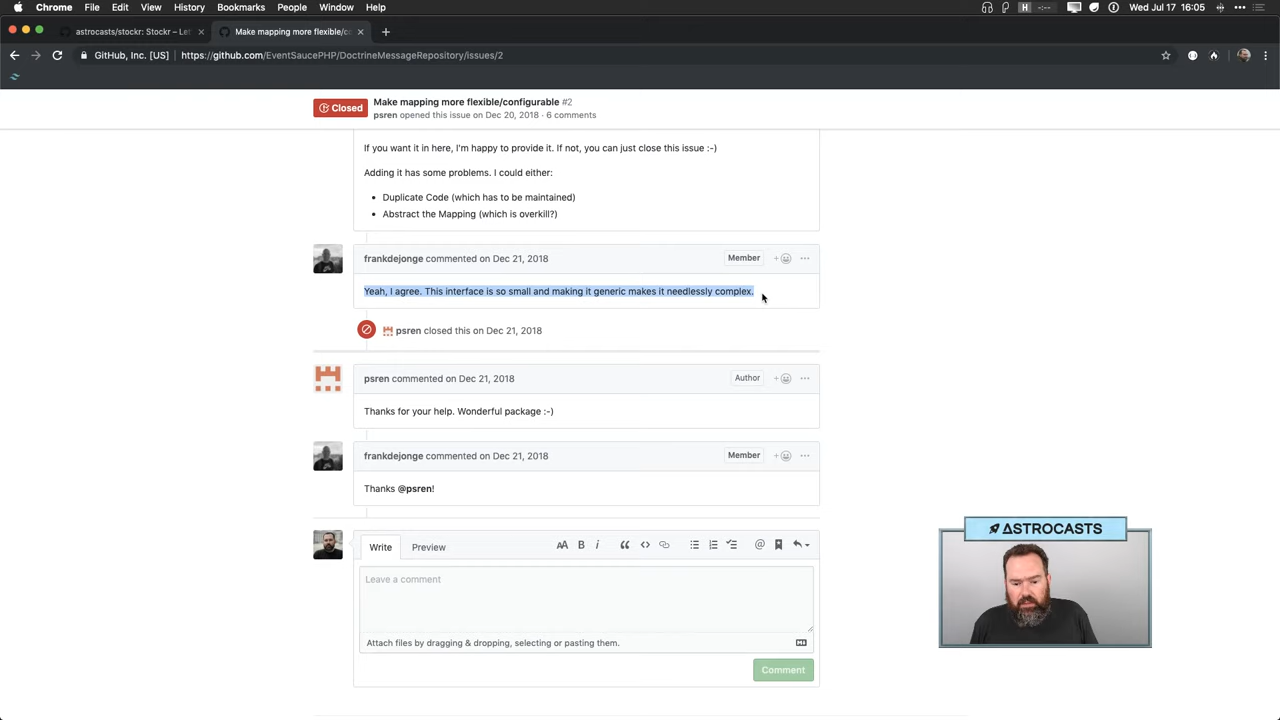 Chrome File Edit View History Bookmarks People Window Help
H Wed Jul 17 16:05
astrocasts/stockr: Stockr – Let
Make mapping more flexible/co
GitHub, Inc. [US] https://github.com/EventSaucePHP/DoctrineMessageRepository/issues/2
Closed
Make mapping more flexible/configurable #2
psren opened this issue on Dec 20, 2018 · 6 comments
If you want it in here, I'm happy to provide it. If not, you can just close this issue :-)
Adding it has some problems. I could either:
• Duplicate Code (which has to be maintained)
• Abstract the Mapping (which is overkill?)
frankdejonge commented on Dec 21, 2018 Member
Yeah, I agree. This interface is so small and making it generic makes it needlessly complex.
psren closed this on Dec 21, 2018
psren commented on Dec 21, 2018 Author
Thanks for your help. Wonderful package :-)
frankdejonge commented on Dec 21, 2018 Member
Thanks @psren!
Write Preview AA B i
Leave a comment
Attach files by dragging & dropping, selecting or pasting them.
Comment
ASTROCASTS